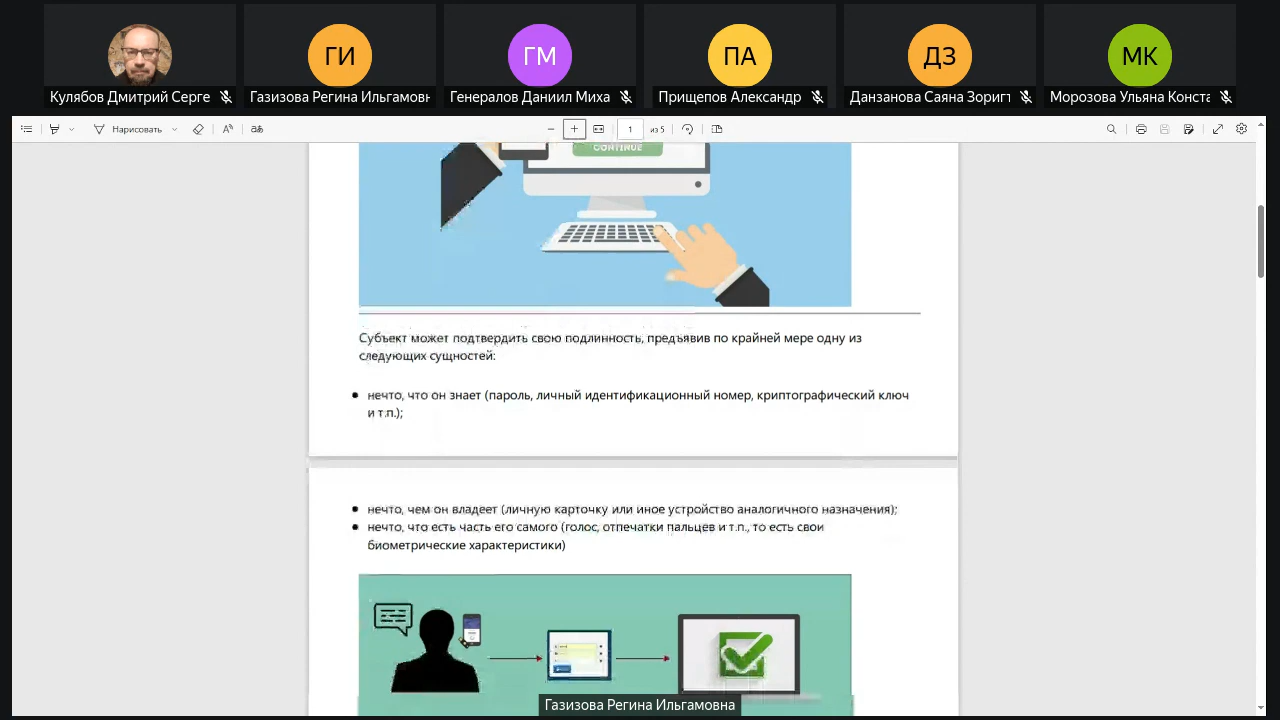 ГИ
ГМ
ПА
ДЗ
МК
Кулябов Дмитрий Серге
Газизова Регина Ильгамовн
Генералов Даниил Миха
Прищепов Александр
Данзанова Саяна Зоригт
Морозова Ульяна Конста
Нарисовать
1
из 5
CONTINUE
Субъект может подтвердить свою подлинность, предъявив по крайней мере одну из
следующих сущностей:
нечто, что он знает (пароль, личный идентификационный номер, криптографический ключ
и т.п.);
нечто, чем он владеет (личную карточку или иное устройство аналогичного назначения);
нечто, что есть часть его самого (голос, отпечатки пальцев и т.п., то есть свои
биометрические характеристики)
Газизова Регина Ильгамовна